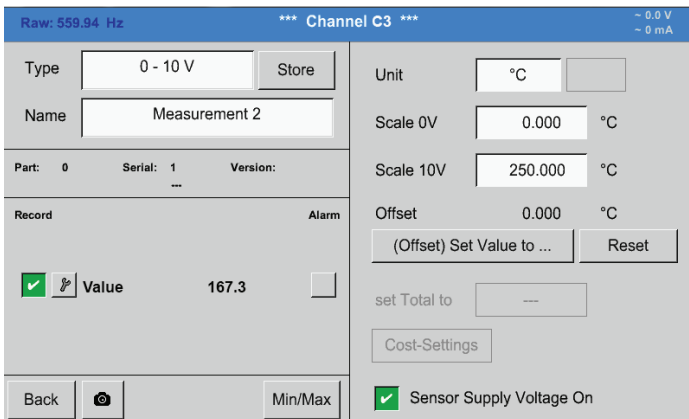 Raw: 559.94 Hz
*** Channel C3 ***
~ 0.0 V
~ 0 mA
Type
0 - 10 V
Store
Name
Measurement 2
Part: 0 Serial: 1 Version:
---
Record
Alarm
Value 167.3
Back
Min/Max
Unit
°C
Scale 0V
0.000 °C
Scale 10V
250.000 °C
Offset
0.000 °C
(Offset) Set Value to ...
Reset
set Total to
---
Cost-Settings
Sensor Supply Voltage On